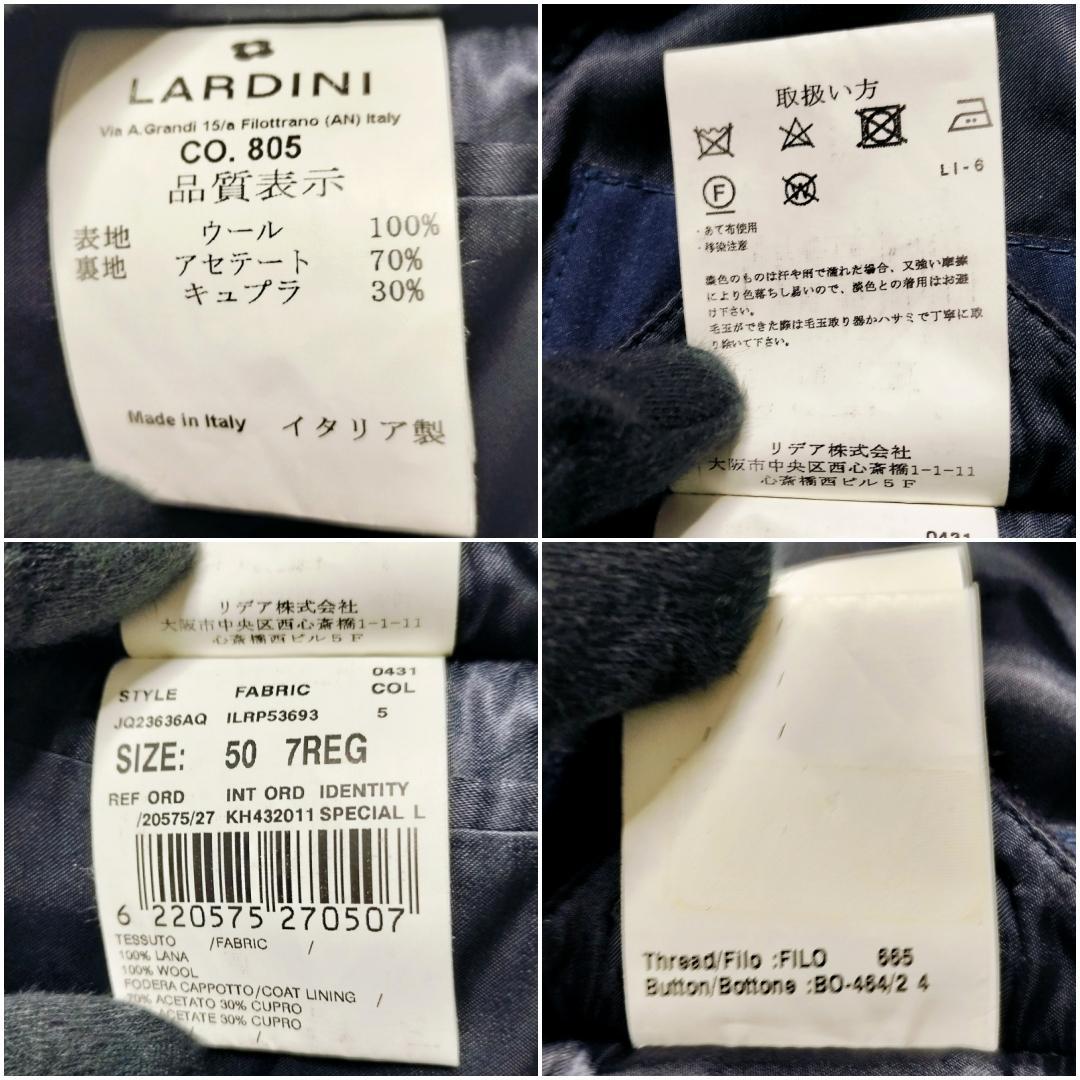 LARDINI
Via A.Grandi 15/a Filottrano (AN) Italy
CO. 805
品質表示
表地 ウール 100%
裏地 アセテート 70%
キュプラ 30%
Made in Italy イタリア製
取扱い方
LI-6
F
W
・あて布使用
・移染注意
濃色のものは汗や雨で濡れた場合、又強い摩擦
により色落ちし易いので、淡色との着用はお避
け下さい。
毛玉ができた際は毛玉取り器かハサミで丁寧に取
り除いて下さい。
リデア株式会社
大阪市中央区西心斎橋1-1-11
心斎橋西ビル5F
0431
リデア株式会社
大阪市中央区西心斎橋1-1-11
心斎橋西ビル5F
0431
STYLE FABRIC COL
JQ23636AQ ILRP53693 5
SIZE: 50 7REG
REF ORD INT ORD IDENTITY
/20575/27 KH432011 SPECIAL L
6 220575 270507
TESSUTO /FABRIC /
100% LANA
100% WOOL
FODERA CAPPOTTO/COAT LINING /
70% ACETATO 30% CUPRO
ACETATE 30% CUPRO
/
Thread/Filo :FILO 665
Button/Bottone :BO-464/2 4